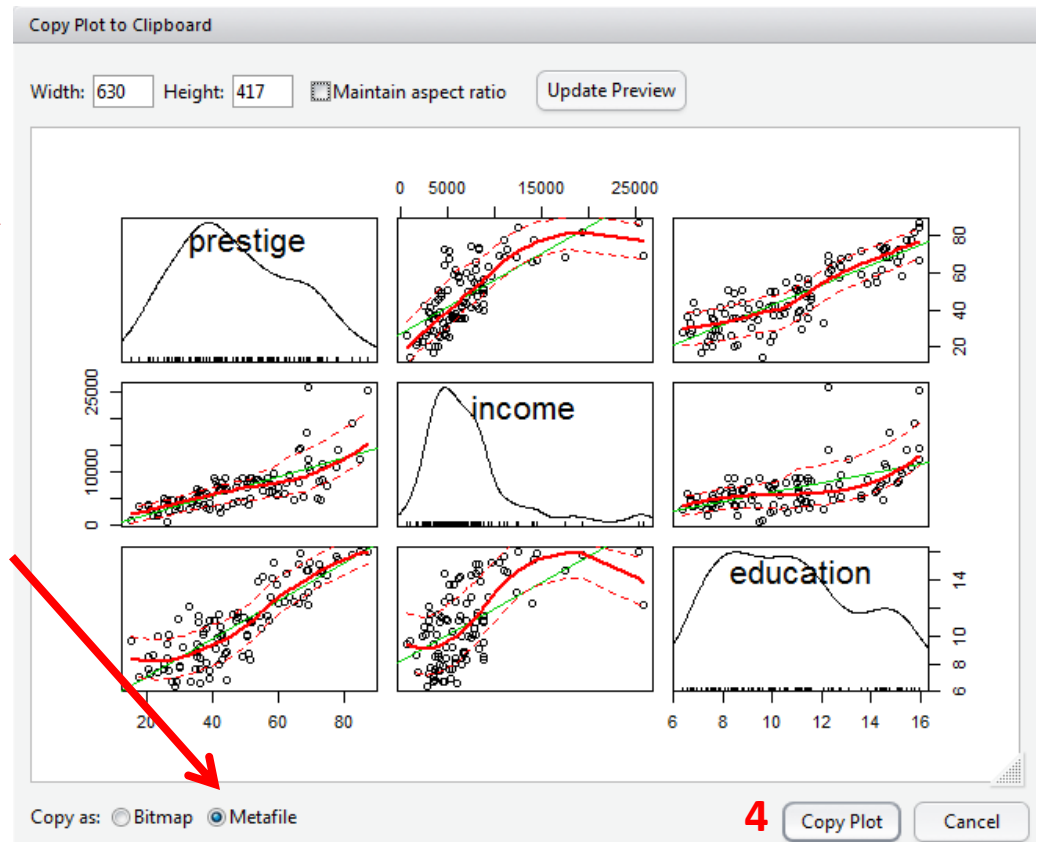 Copy Plot to Clipboard
Width: 630 Height: 417 Maintain aspect ratio Update Preview
0 5000 15000 25000
prestige
80
60
40
20
25000
10000
0
income
education
14
10
8
6
20 40 60 80
6 8 10 12 14 16
Copy as: Bitmap Metafile
4 Copy Plot Cancel